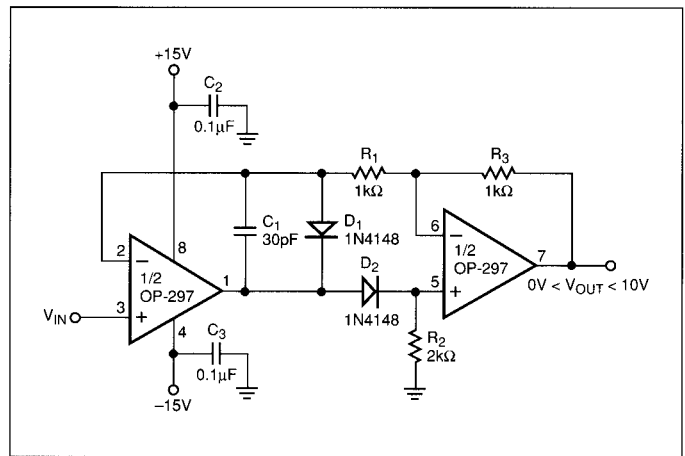 +15V
C2
0.1µF
R1
1kΩ
R3
1kΩ
C1
30pF
D1
1N4148
2
−
8
1/2
OP-297
1
3
+
4
VIN
D2
1N4148
6
−
1/2
OP-297
7
5
+
0V < VOUT < 10V
R2
2kΩ
C3
0.1µF
−15V